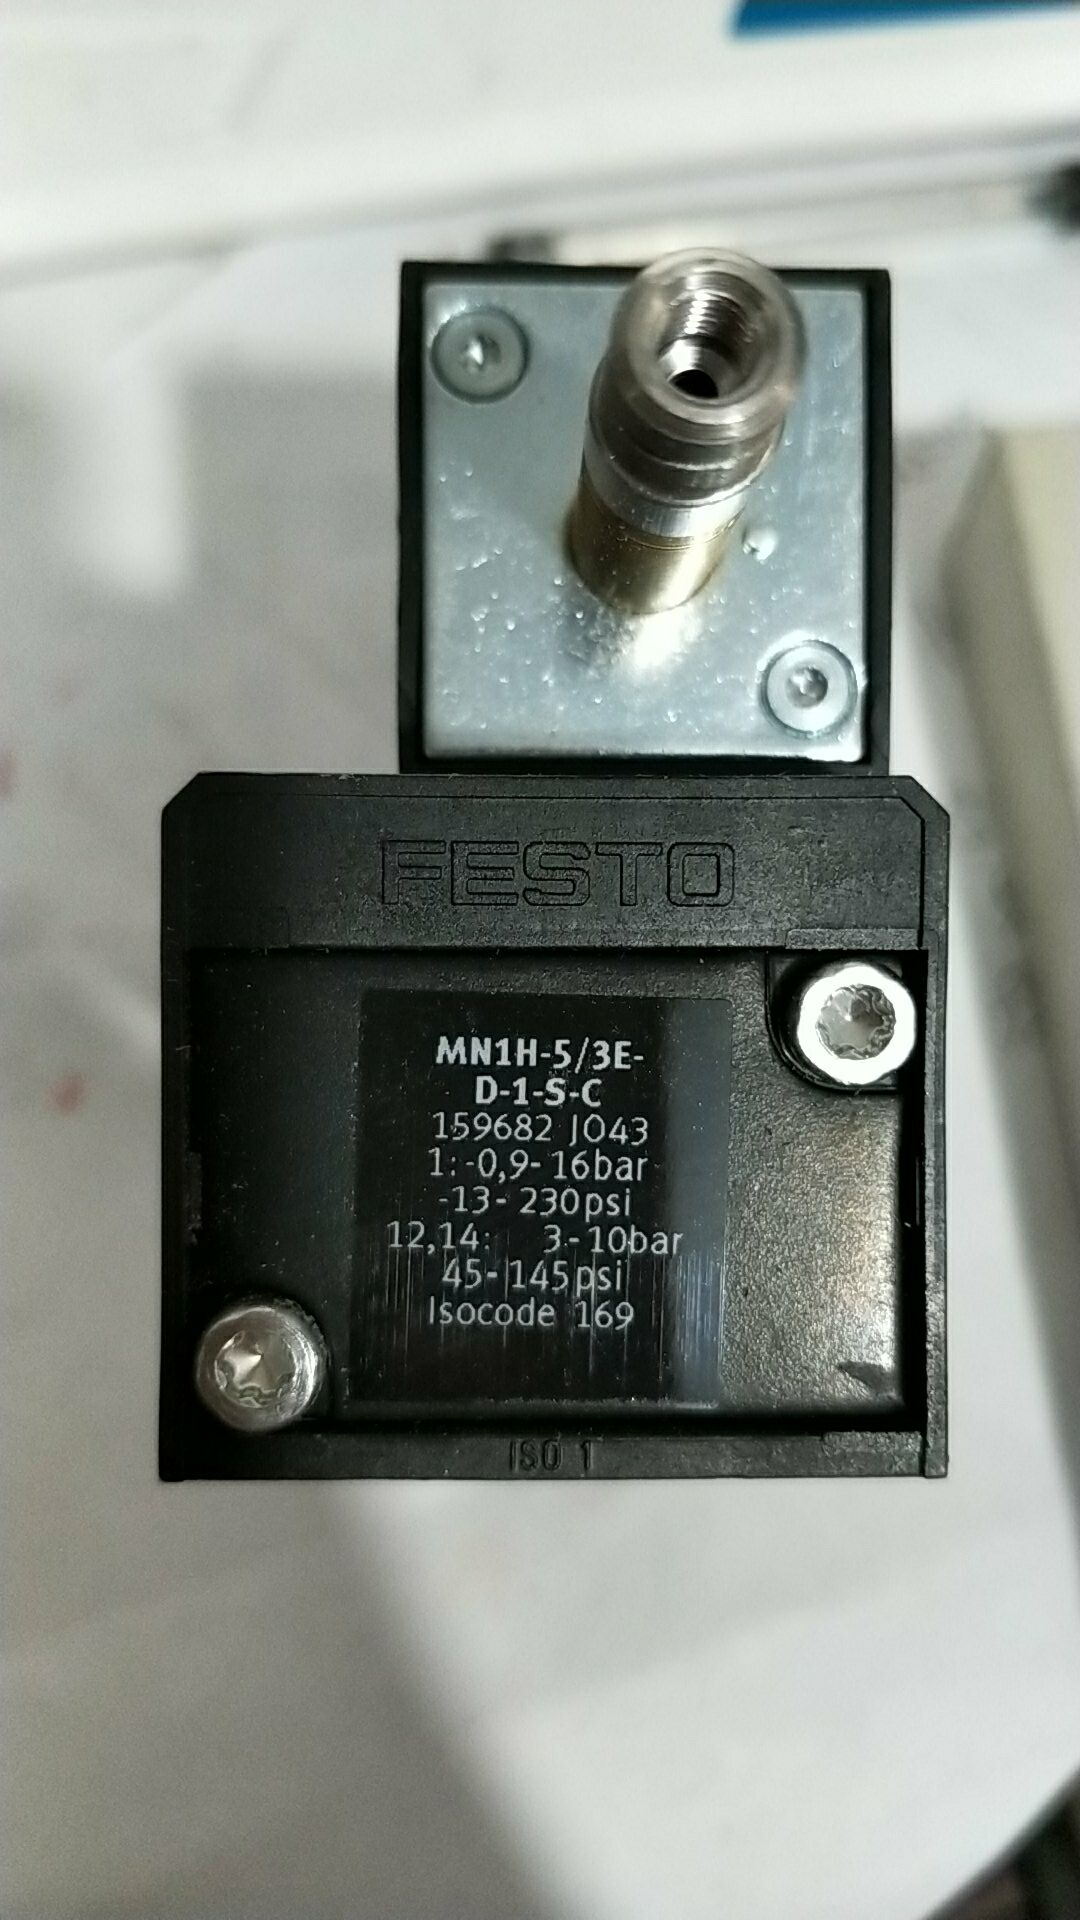 FESTO
MN1H-5/3E-
D-1-S-C
159682 J043
1:-0,9-16bar
-13-230psi
12,14: 3-10bar
45-145psi
Isocode 169
ISO 1